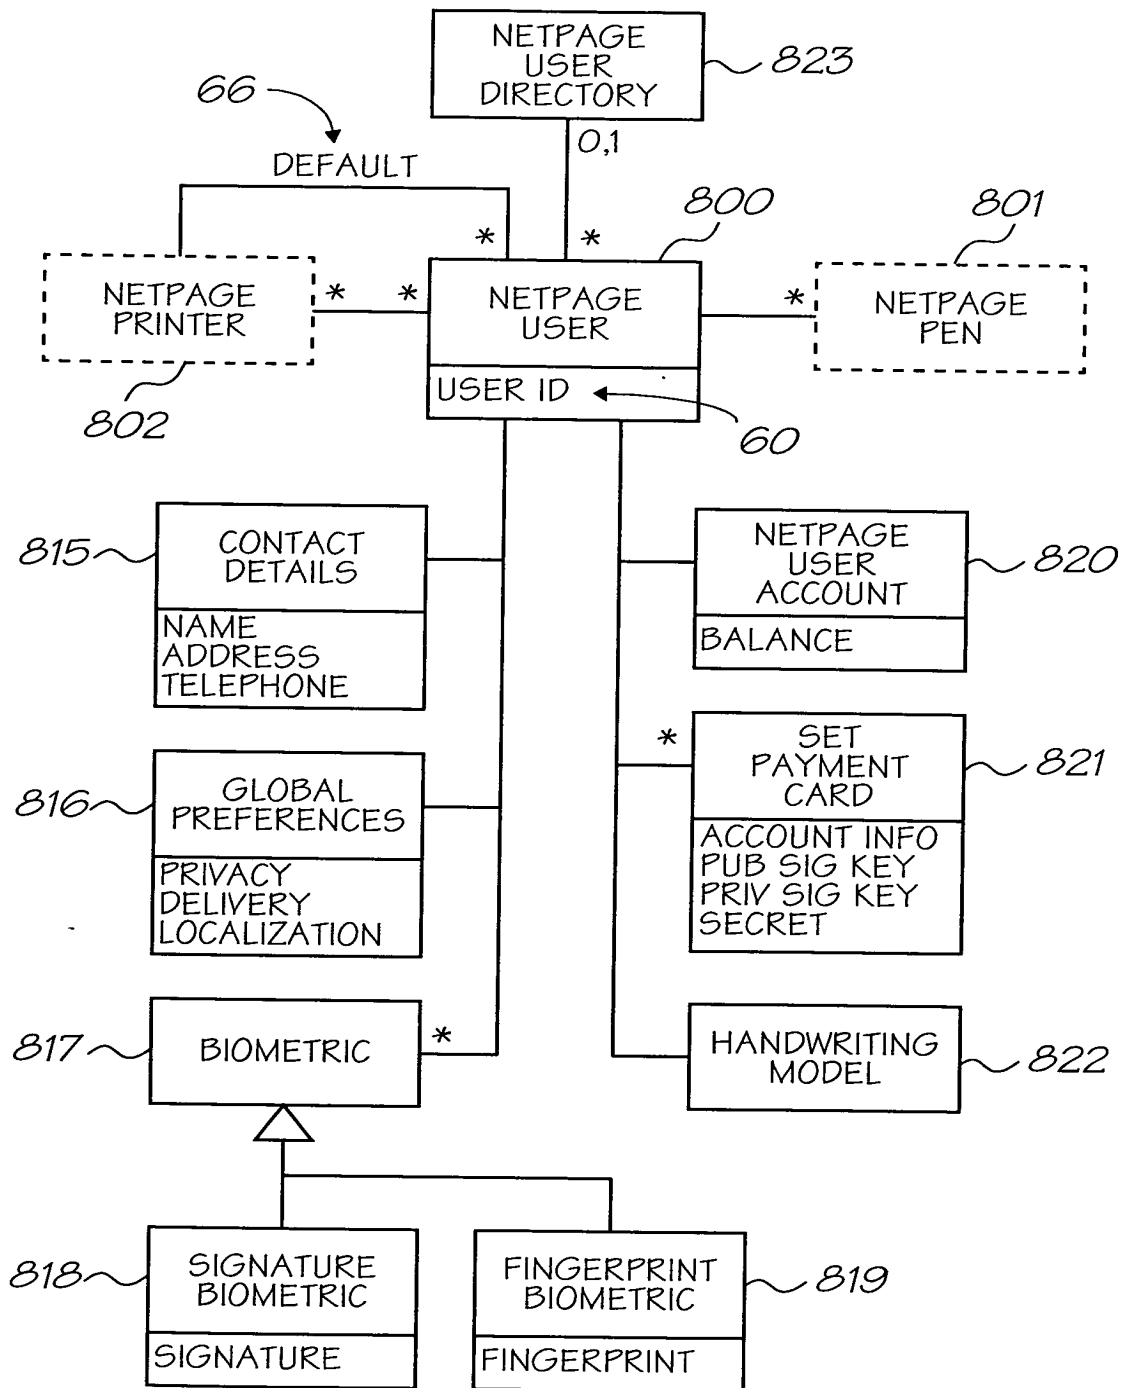 NETPAGE
USER
DIRECTORY
823
66
DEFAULT
0,1
*
*
800
801
NETPAGE
PRINTER
*
*
NETPAGE
USER
*
NETPAGE
PEN
802
USER ID
60
815
CONTACT
DETAILS
NAME
ADDRESS
TELEPHONE
NETPAGE
USER
ACCOUNT
820
BALANCE
816
GLOBAL
PREFERENCES
PRIVACY
DELIVERY
LOCALIZATION
*
SET
PAYMENT
CARD
821
ACCOUNT INFO
PUB SIG KEY
PRIV SIG KEY
SECRET
817
BIOMETRIC
*
HANDWRITING
MODEL
822
818
SIGNATURE
BIOMETRIC
SIGNATURE
FINGERPRINT
BIOMETRIC
819
FINGERPRINT